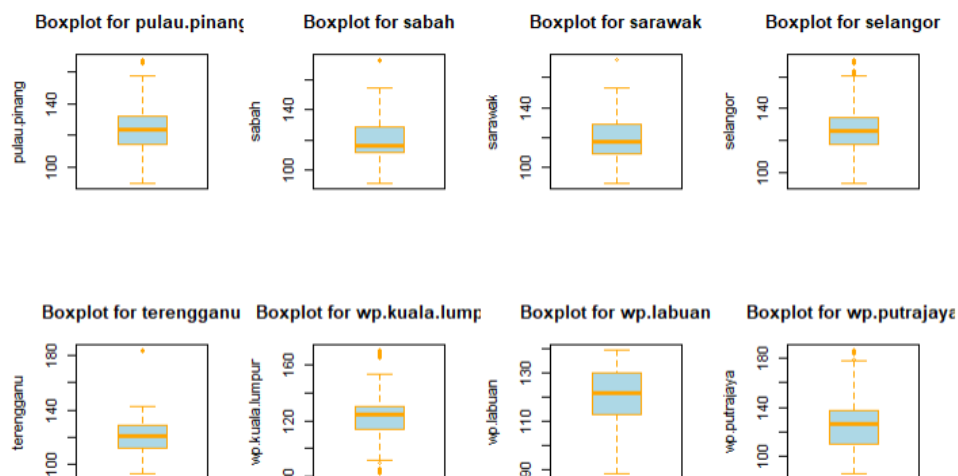 Boxplot for pulau.pinang
Boxplot for sabah
Boxplot for sarawak
Boxplot for selangor
pulau.pinang
100
140
sabah
100
140
sarawak
100
140
selangor
100
140
Boxplot for terengganu
Boxplot for wp.kuala.lump
Boxplot for wp.labuan
Boxplot for wp.putrajaya
terengganu
100
140
180
wp.kuala.lumpur
120
160
wp.labuan
90
110
130
wp.putrajaya
100
140
180